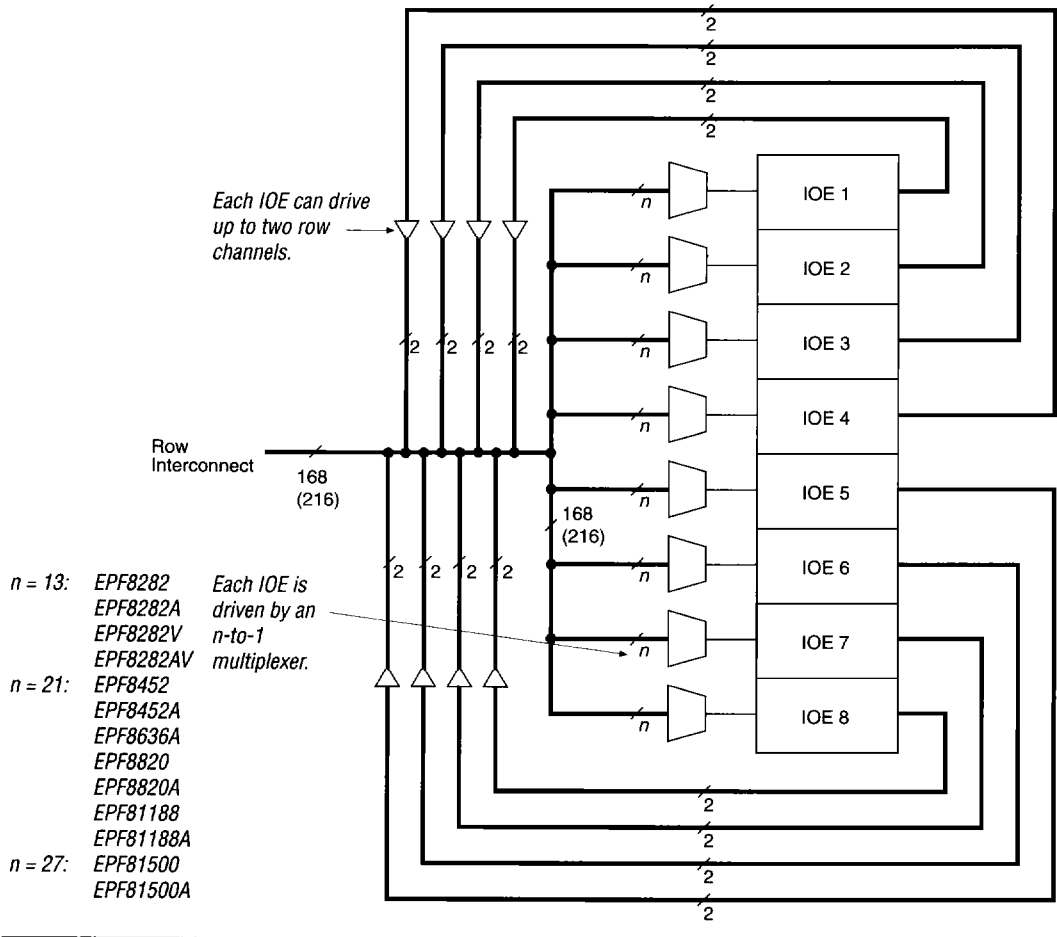 2
2
2
2
Each IOE can drive
up to two row
channels.
n
IOE 1
n
IOE 2
2
2
2
2
n
IOE 3
n
IOE 4
Row
Interconnect
168
(216)
n
IOE 5
168
(216)
2
2
2
2
n
IOE 6
Each IOE is
driven by an
n-to-1
multiplexer.
n
IOE 7
n
IOE 8
n = 13: EPF8282
EPF8282A
EPF8282V
EPF8282AV
n = 21: EPF8452
EPF8452A
EPF8636A
EPF8820
EPF8820A
EPF81188
EPF81188A
n = 27: EPF81500
EPF81500A
2
2
2
2